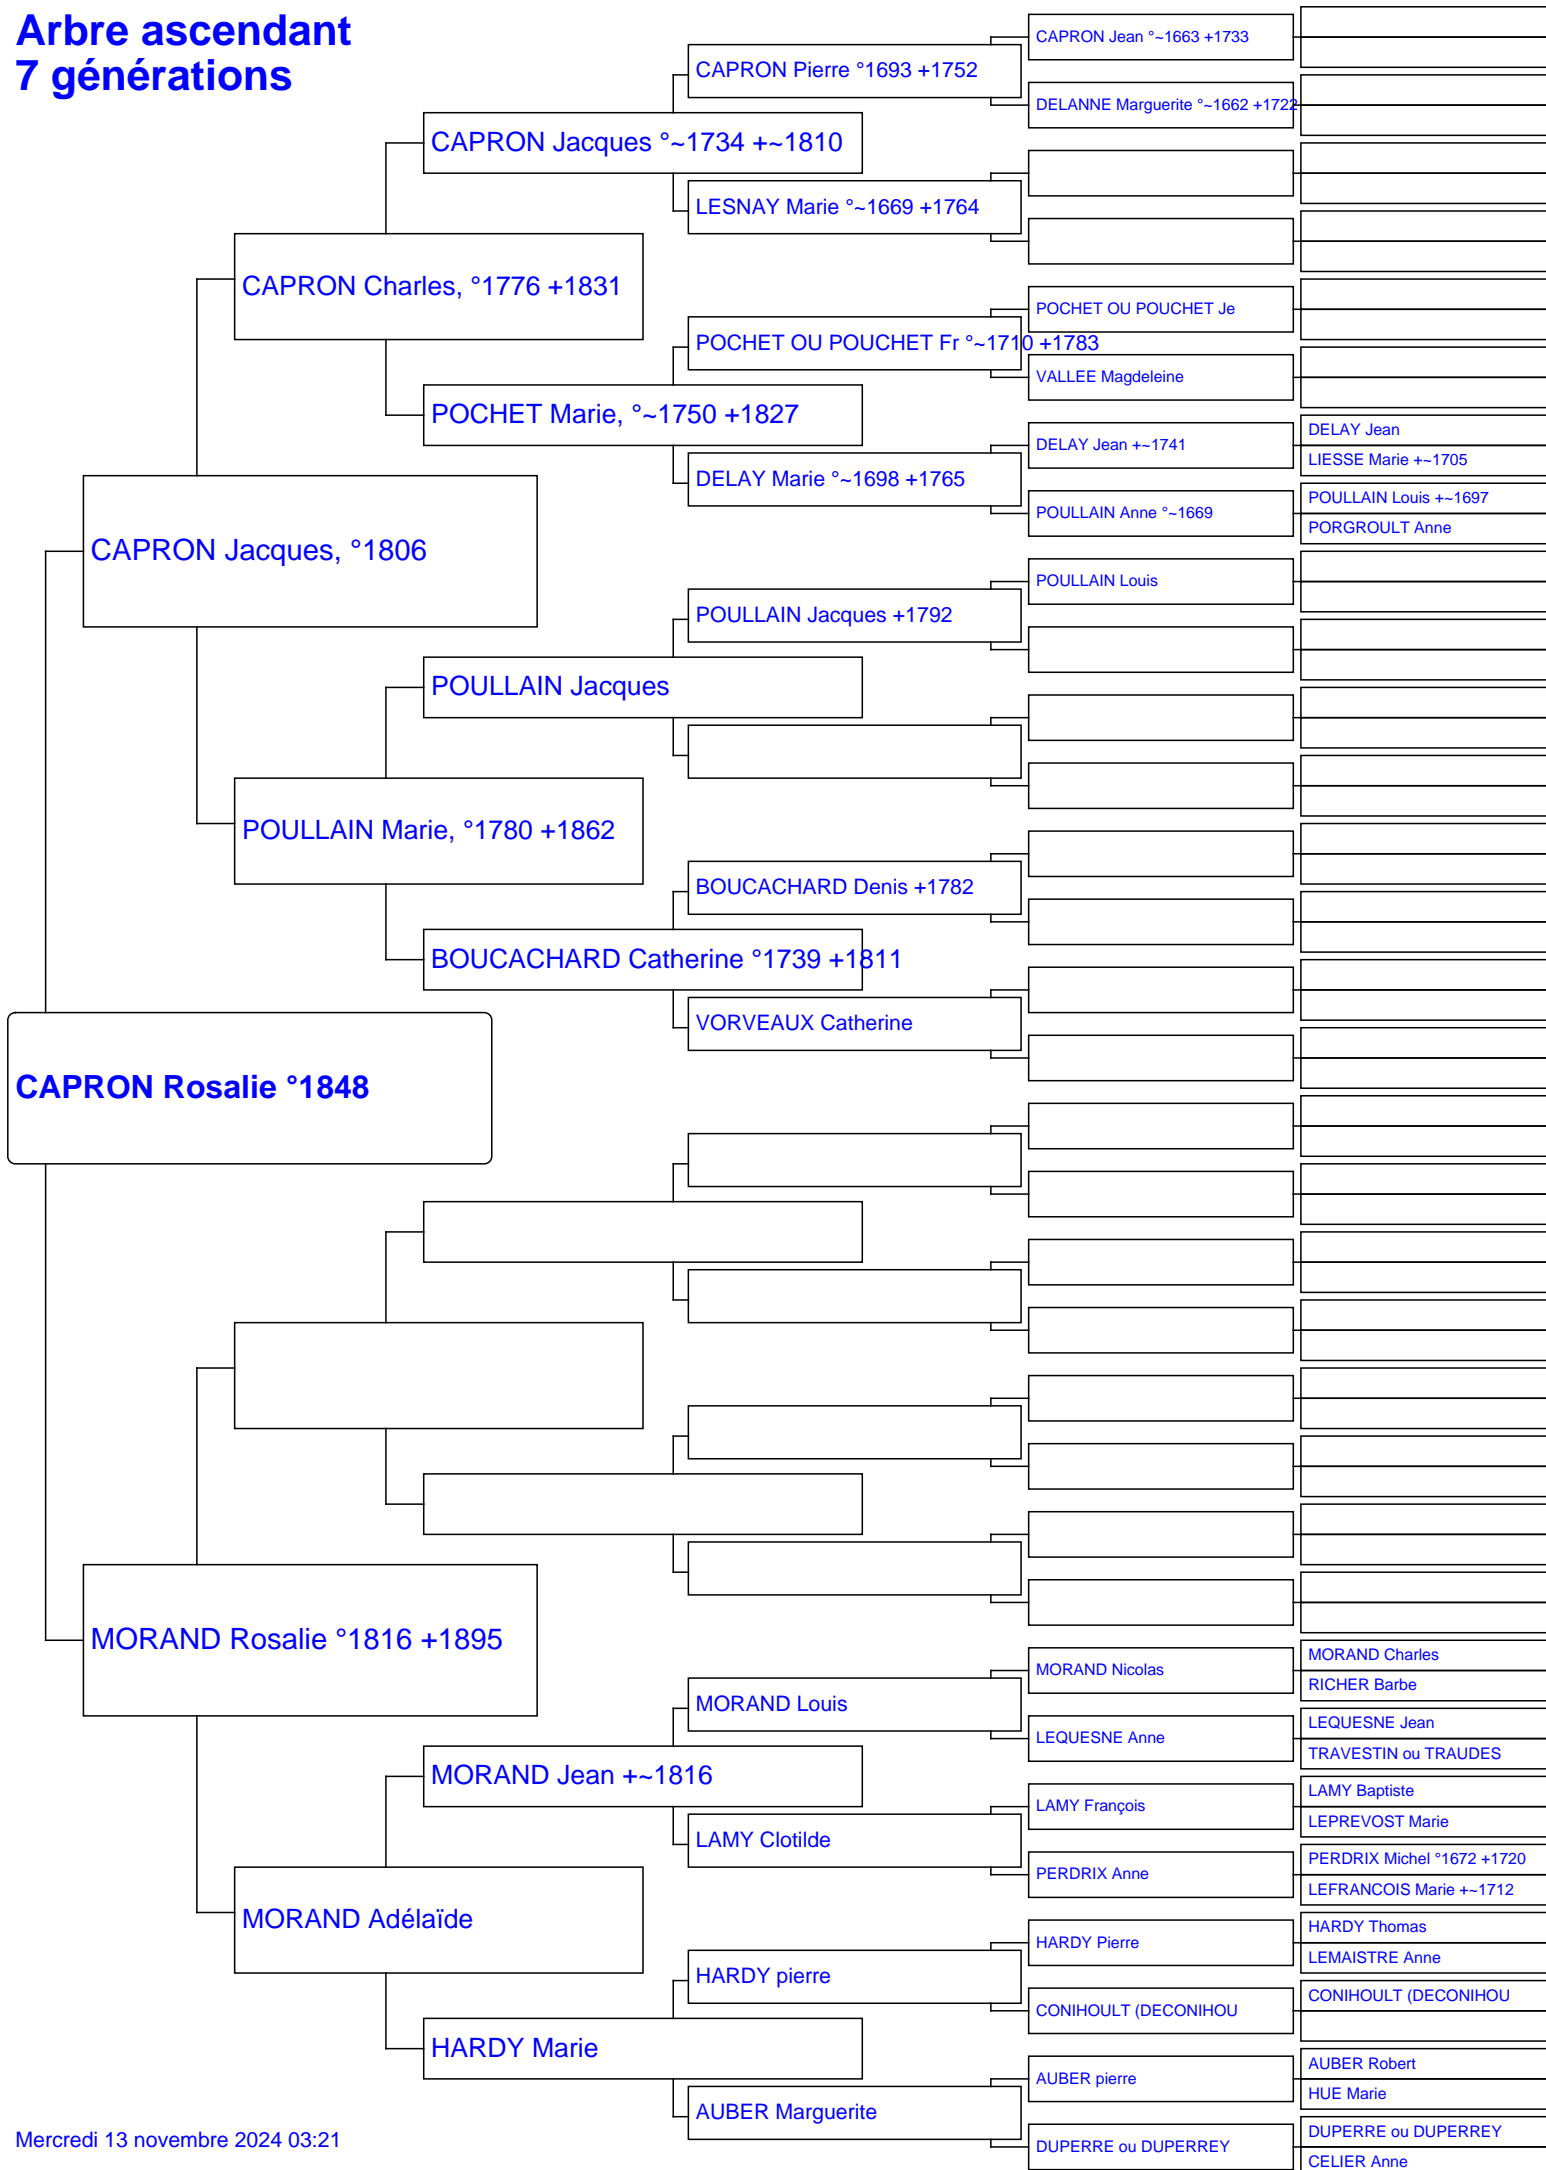 Arbre ascendant
7 générations
CAPRON Jean °~1663 +1733
CAPRON Pierre °1693 +1752
DELANNE Marguerite °~1662 +1722
CAPRON Jacques °~1734 +~1810
LESNAY Marie °~1669 +1764
CAPRON Charles, °1776 +1831
POCHET OU POUCHET Je
POCHET OU POUCHET Fr °~1710 +1783
VALLEE Magdeleine
POCHET Marie, °~1750 +1827
DELAY Jean
DELAY Jean +~1741
LIESSE Marie +~1705
DELAY Marie °~1698 +1765
POULLAIN Louis +~1697
POULLAIN Anne °~1669
PORGROULT Anne
CAPRON Jacques, °1806
POULLAIN Louis
POULLAIN Jacques +1792
POULLAIN Jacques
POULLAIN Marie, °1780 +1862
BOUCACHARD Denis +1782
BOUCACHARD Catherine °1739 +1811
VORVEAUX Catherine
CAPRON Rosalie °1848
MORAND Rosalie °1816 +1895
MORAND Charles
MORAND Nicolas
RICHER Barbe
MORAND Louis
LEQUESNE Jean
LEQUESNE Anne
TRAVESTIN ou TRAUDES
MORAND Jean +~1816
LAMY Baptiste
LAMY François
LEPREVOST Marie
LAMY Clotilde
PERDRIX Michel °1672 +1720
PERDRIX Anne
LEFRANCOIS Marie +~1712
MORAND Adélaïde
HARDY Thomas
HARDY Pierre
LEMAISTRE Anne
HARDY pierre
CONIHOULT (DECONIHOU
CONIHOULT (DECONIHOU
HARDY Marie
AUBER Robert
AUBER pierre
HUE Marie
AUBER Marguerite
DUPERRE ou DUPERREY
DUPERRE ou DUPERREY
CELIER Anne
Mercredi 13 novembre 2024 03:21